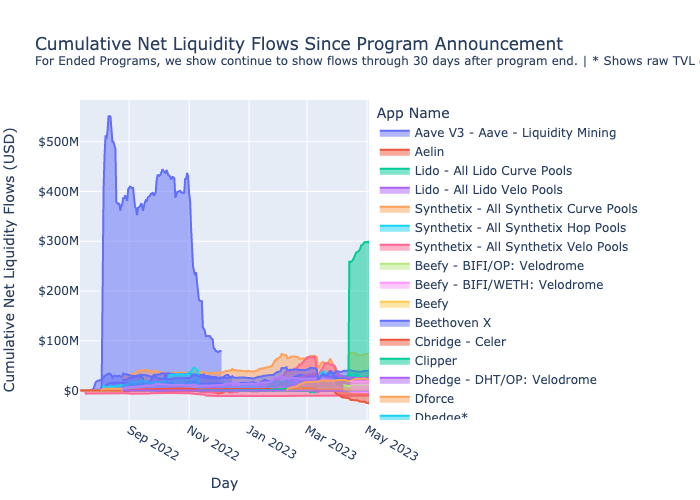 Cumulative Net Liquidity Flows Since Program Announcement
For Ended Programs, we show continue to show flows through 30 days after program end. | * Shows raw TVL
App Name
Aave V3 - Aave - Liquidity Mining
Aelin
Lido - All Lido Curve Pools
Lido - All Lido Velo Pools
Synthetix - All Synthetix Curve Pools
Synthetix - All Synthetix Hop Pools
Synthetix - All Synthetix Velo Pools
Beefy - BIFI/OP: Velodrome
Beefy - BIFI/WETH: Velodrome
Beefy
Beethoven X
Cbridge - Celer
Clipper
Dhedge - DHT/OP: Velodrome
Dforce
Dhedge*
Cumulative Net Liquidity Flows (USD)
$500M
$400M
$300M
$200M
$100M
$0
Sep 2022
Nov 2022
Jan 2023
Mar 2023
May 2023
Day